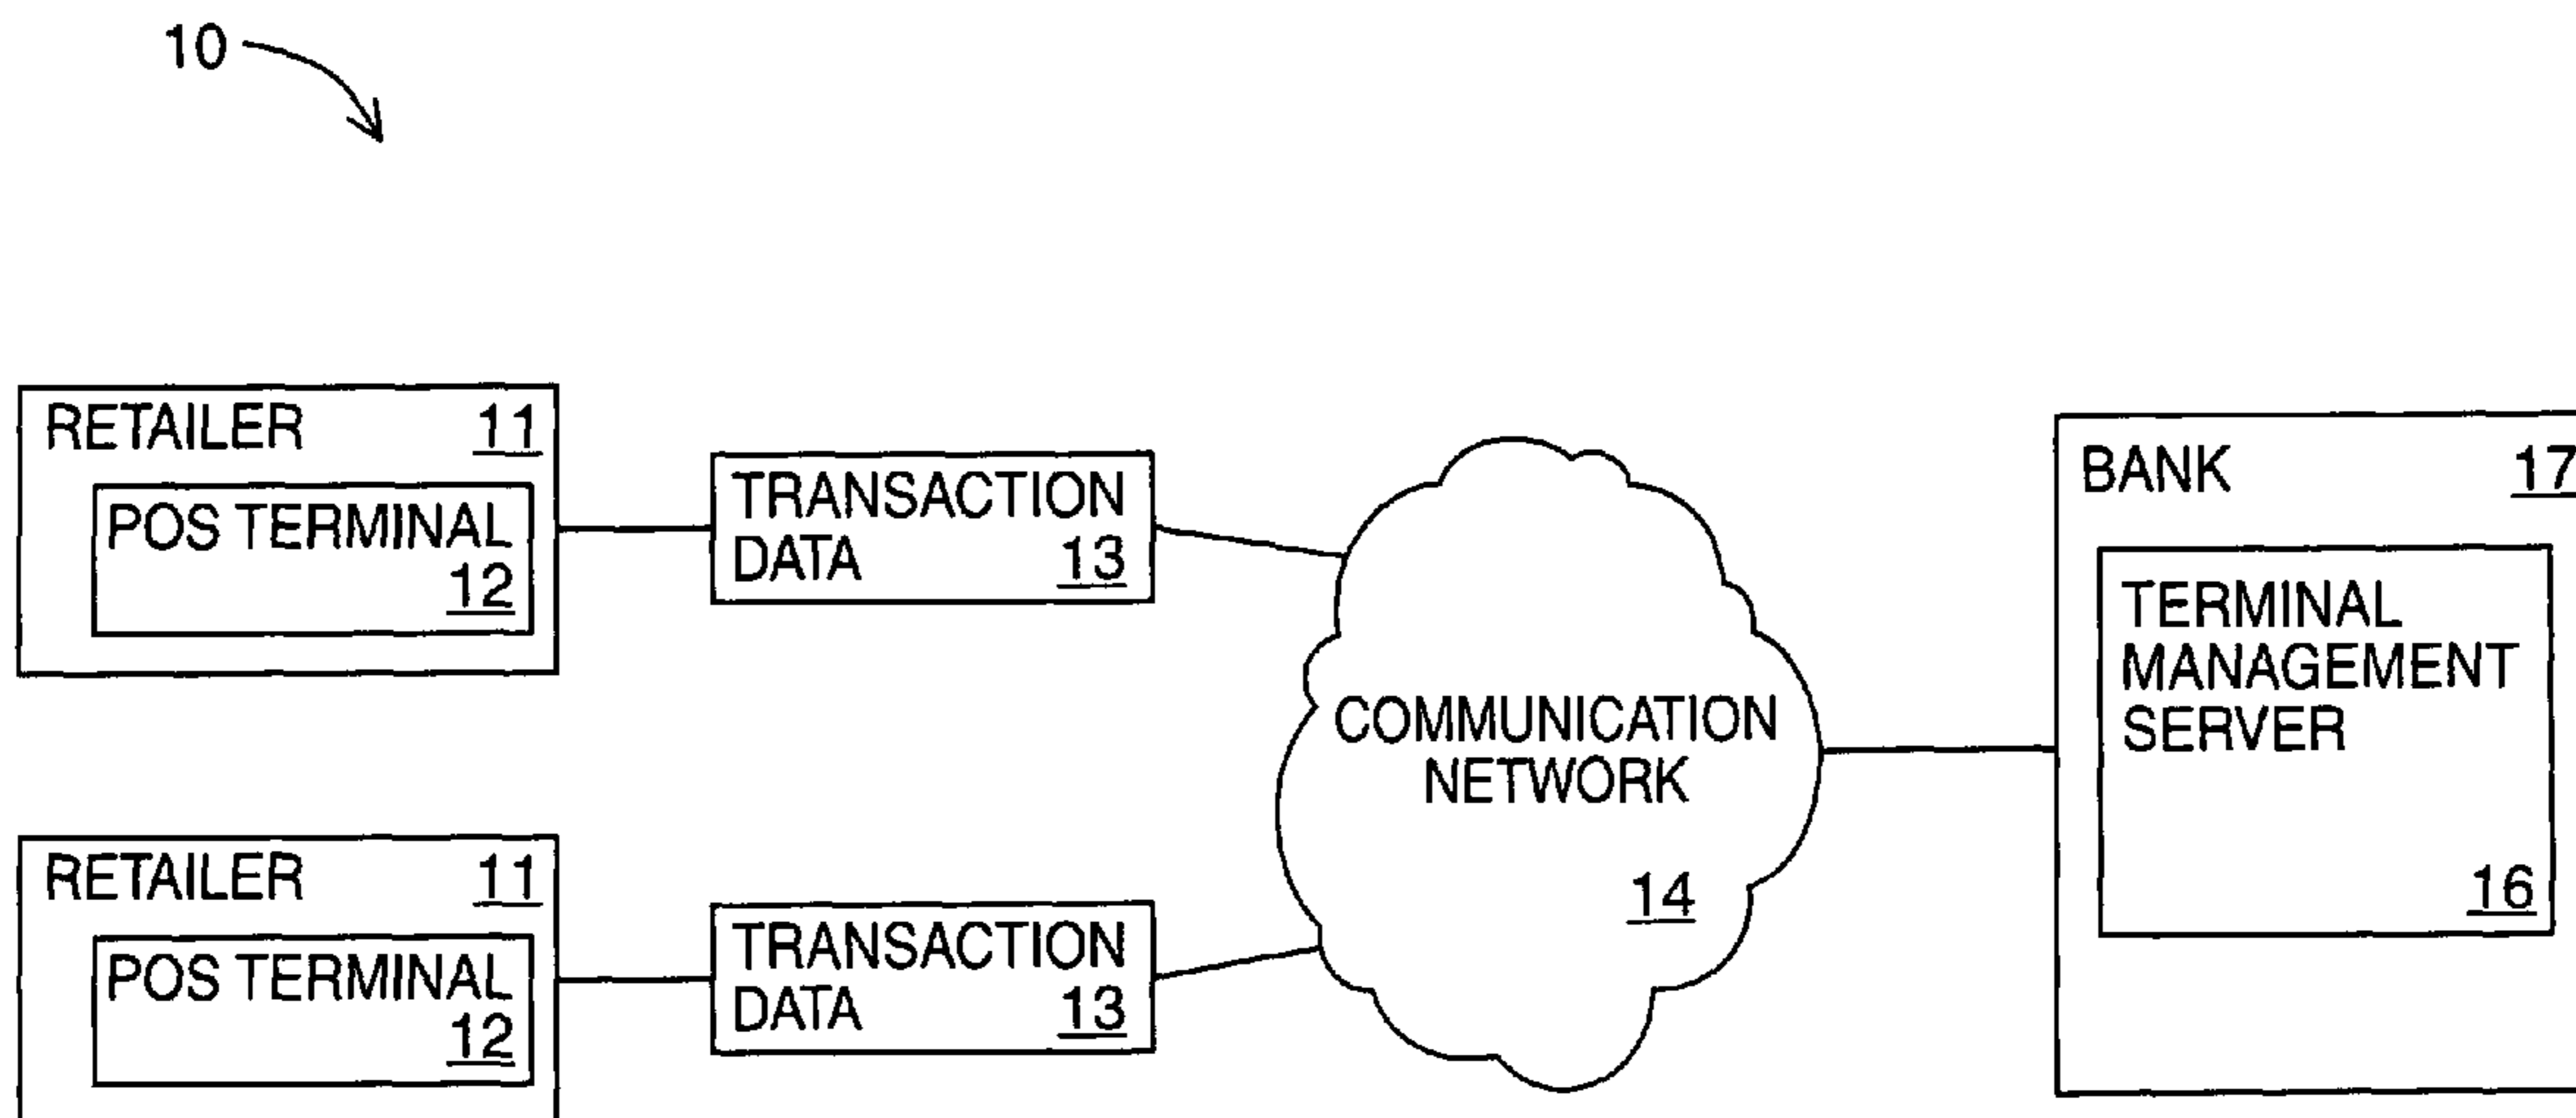 10
RETAILER 11
POS TERMINAL
12
TRANSACTION
DATA 13
COMMUNICATION
NETWORK
14
BANK 17
TERMINAL
MANAGEMENT
SERVER
16
RETAILER 11
POS TERMINAL
12
TRANSACTION
DATA 13